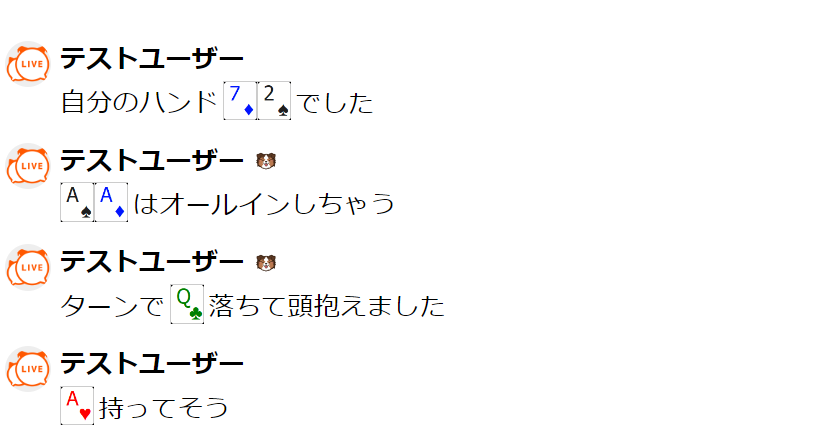 LIVE テストユーザー
自分のハンド 7♦ 2♠ でした
LIVE テストユーザー
A♠ A♦ はオールインしちゃう
LIVE テストユーザー
ターンで Q♣ 落ちて頭抱えました
LIVE テストユーザー
A♥ 持ってそう